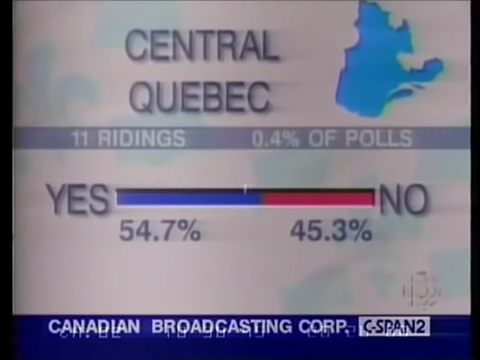 CENTRAL
QUEBEC
11 RIDINGS 0.4% OF POLLS
YES NO
54.7% 45.3%
CANADIAN BROADCASTING CORP. C-SPAN2